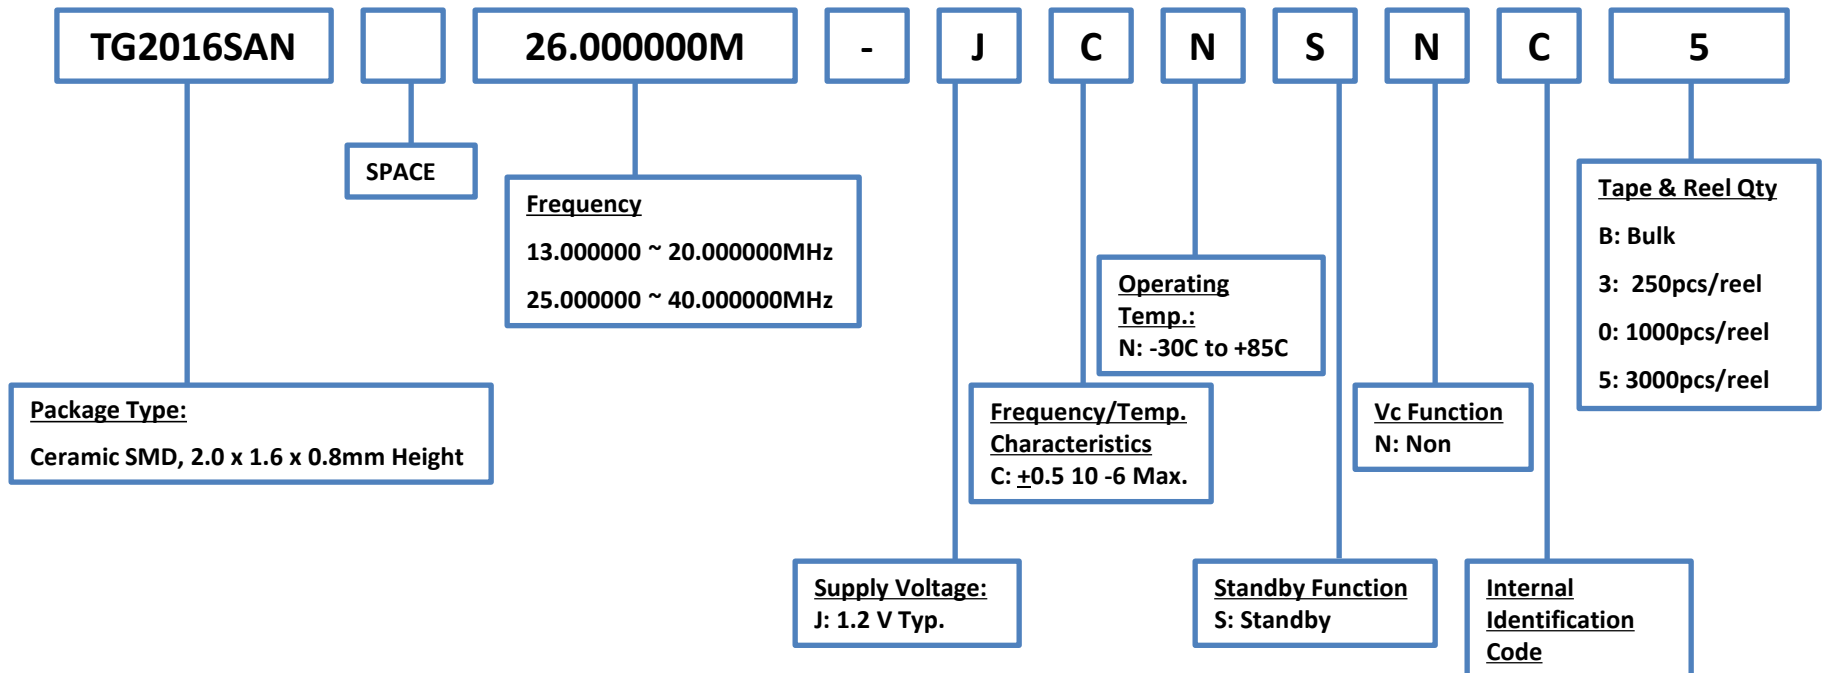 TG2016SAN 26.000000M - J C N S N C 5
SPACE
Frequency
13.000000 ~ 20.000000MHz
25.000000 ~ 40.000000MHz
Tape & Reel Qty
B: Bulk
3: 250pcs/reel
0: 1000pcs/reel
5: 3000pcs/reel
Operating
Temp.:
N: -30C to +85C
Package Type:
Ceramic SMD, 2.0 x 1.6 x 0.8mm Height
Frequency/Temp.
Characteristics
C: ±0.5 10 -6 Max.
Vc Function
N: Non
Supply Voltage:
J: 1.2 V Typ.
Standby Function
S: Standby
Internal
Identification
Code